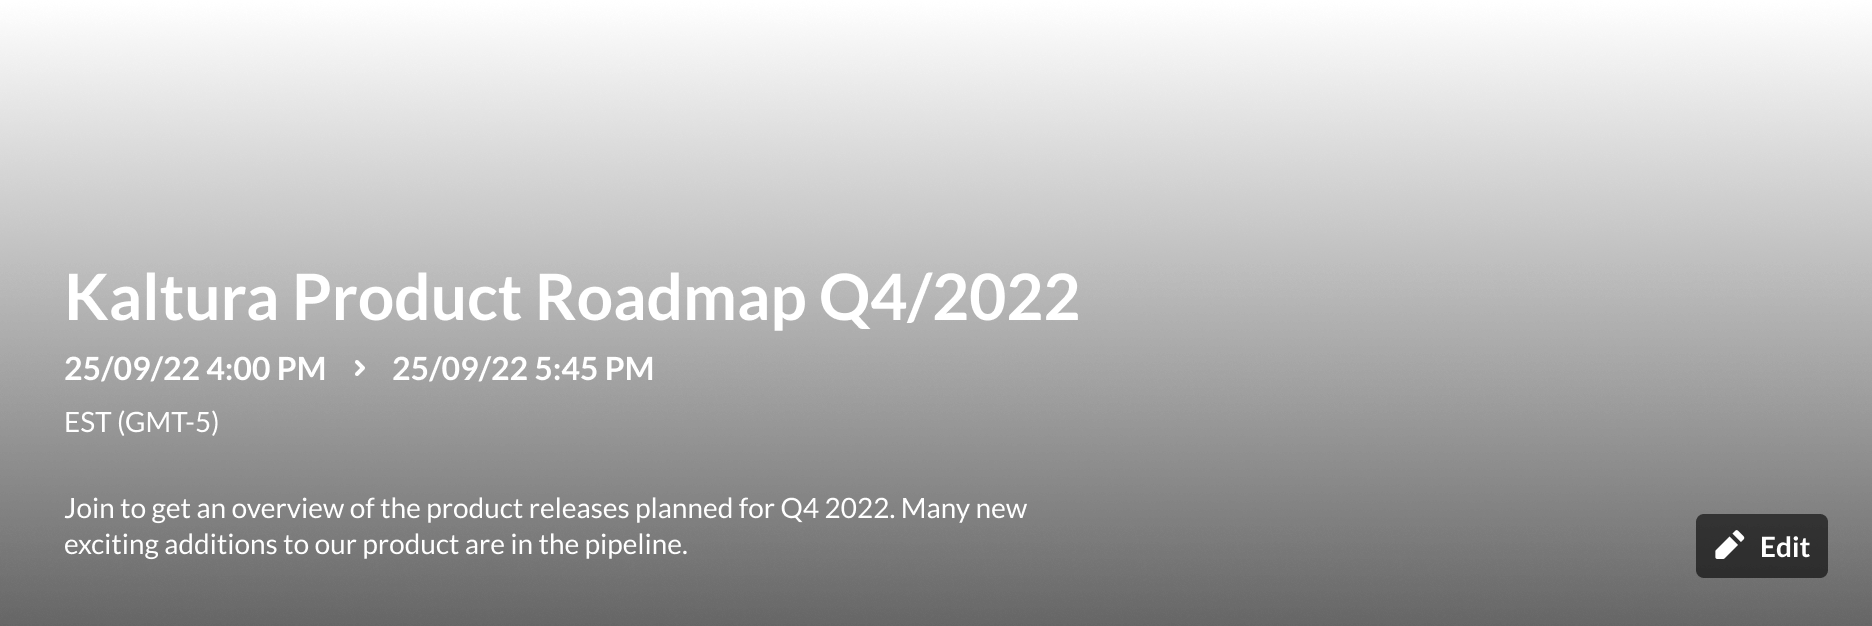 Kaltura Product Roadmap Q4/2022
25/09/22 4:00 PM › 25/09/22 5:45 PM
EST (GMT-5)
Join to get an overview of the product releases planned for Q4 2022. Many new
exciting additions to our product are in the pipeline.
Edit